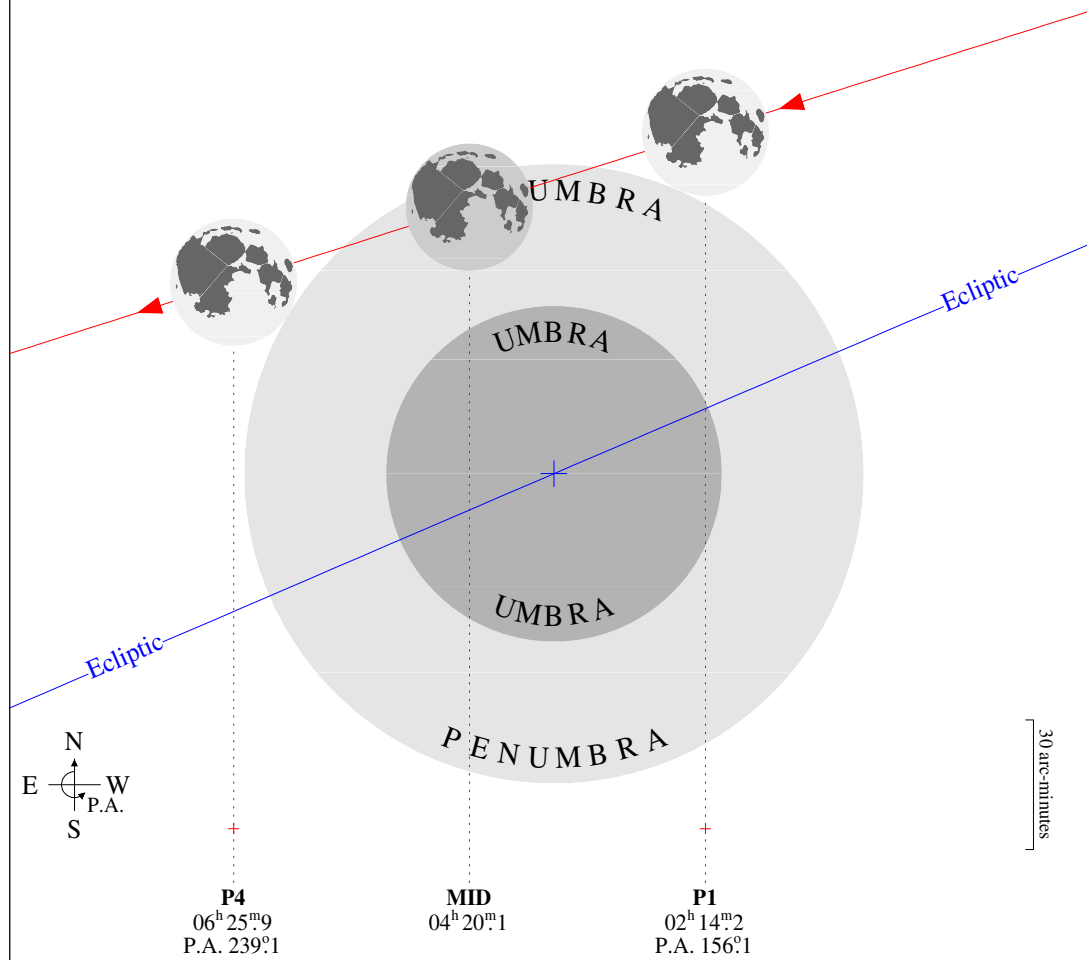 UMBRA
Ecliptic
UMBRA
UMBRA
Ecliptic
PENUMBRA
30 arc-minutes
N
E W
P.A.
S
P4
06ʰ 25ᵐ.9
P.A. 239°.1
MID
04ʰ 20ᵐ.1
P1
02ʰ 14ᵐ.2
P.A. 156°.1